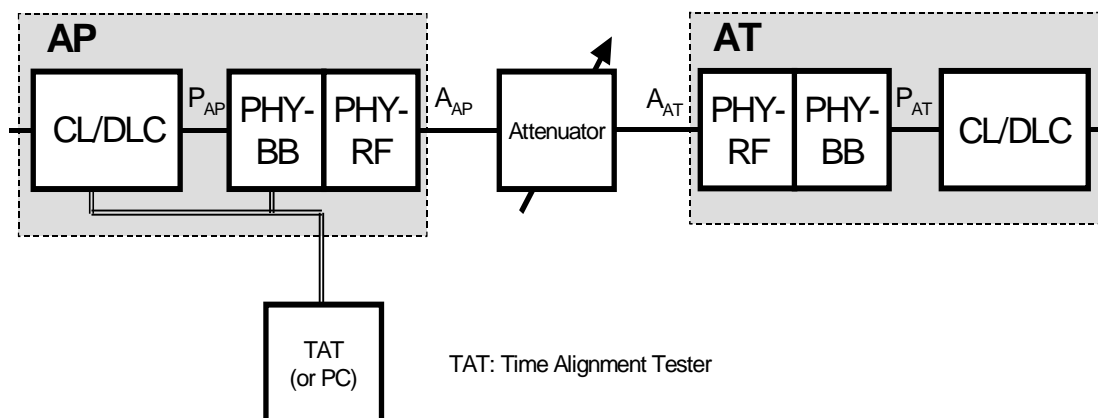 AP
AT
CL/DLC
P_AP
PHY-
BB
PHY-
RF
A_AP
Attenuator
A_AT
PHY-
RF
PHY-
BB
P_AT
CL/DLC
TAT
(or PC)
TAT: Time Alignment Tester